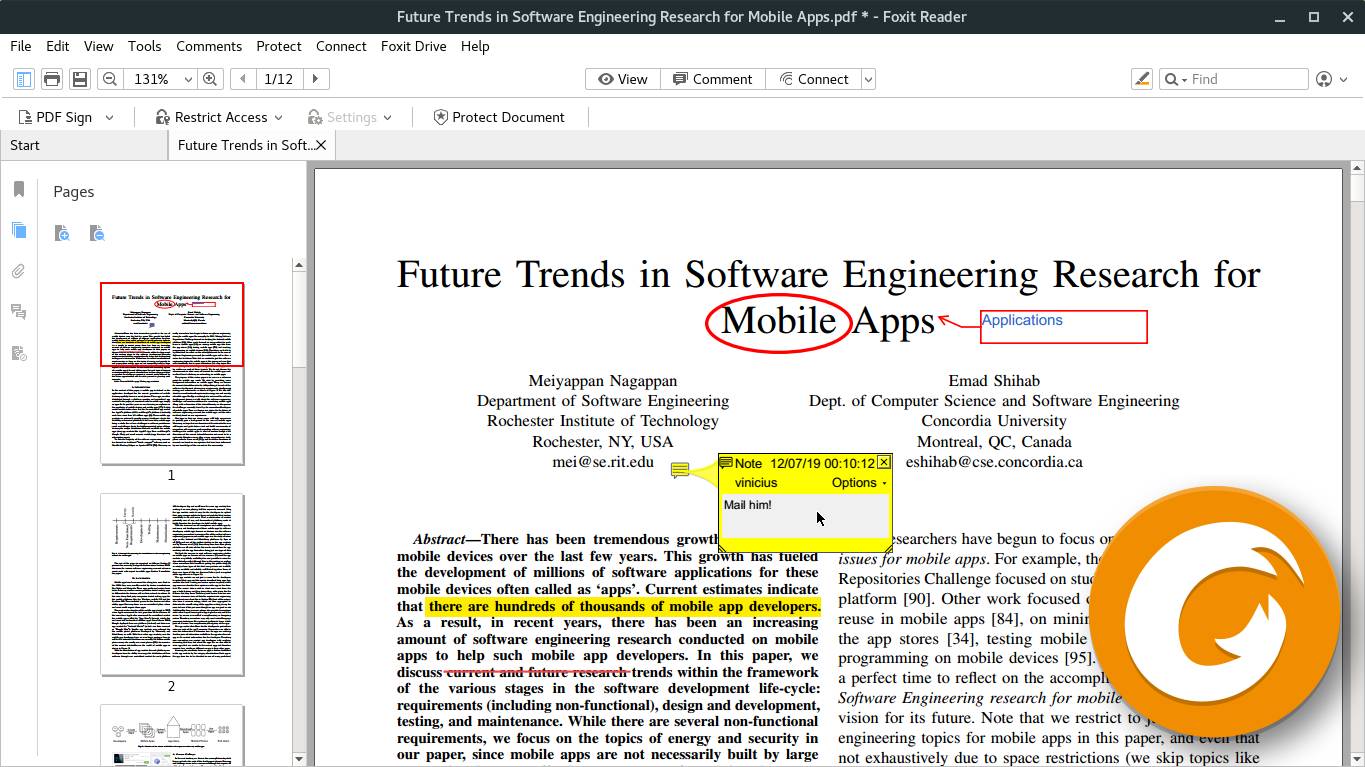 Future Trends in Software Engineering Research for Mobile Apps.pdf * - Foxit Reader
File Edit View Tools Comments Protect Connect Foxit Drive Help
131% 1/12 View Comment Connect Find
PDF Sign Restrict Access Settings Protect Document
Start Future Trends in Soft...
Pages
1
2
Future Trends in Software Engineering Research for
Mobile Apps
Applications
Meiyappan Nagappan
Department of Software Engineering
Rochester Institute of Technology
Rochester, NY, USA
mei@se.rit.edu
Emad Shihab
Dept. of Computer Science and Software Engineering
Concordia University
Montreal, QC, Canada
eshihab@cse.concordia.ca
Note 12/07/19 00:10:12
vinicius Options
Mail him!
Abstract—There has been tremendous
mobile devices over the last few years. This growth has fueled
the development of millions of software applications for these
mobile devices often called as ‘apps’. Current estimates indicate
that there are hundreds of thousands of mobile app developers.
As a result, in recent years, there has been an increasing
amount of software engineering research conducted on mobile
apps to help such mobile app developers. In this paper, we
discuss current and future research trends within the framework
of the various stages in the software development life-cycle:
requirements (including non-functional), design and development,
testing, and maintenance. While there are several non-functional
requirements, we focus on the topics of energy and security in
our paper, since mobile apps are not necessarily built by large
esearchers have begun to focus o
issues for mobile apps. For example, th
Repositories Challenge focused on stu
platform [90]. Other work focused
reuse in mobile apps [84], on mini
the app stores [34], testing mobile
programming on mobile devices [95].
a perfect time to reflect on the accompl
Software Engineering research for mobile
vision for its future. Note that we restrict to
engineering topics for mobile apps in this paper, and even that
not exhaustively due to space restrictions (we skip topics like